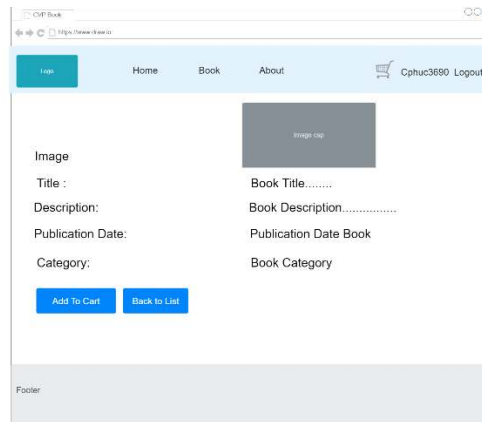 CVP Book
https://www.draw.io
Logo Home Book About Cphuc3690 Logout
Image cap
Image
Title : Book Title........
Description: Book Description................
Publication Date: Publication Date Book
Category: Book Category
Add To Cart Back to List
Footer